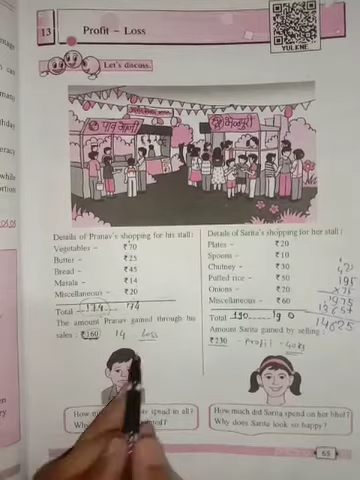 13 Profit – Loss
YULKNE
Let's discuss.
पाव भाजी
भेळपुरी
Details of Pranav's shopping for his stall:
Vegetables – ₹70
Butter – ₹25
Bread – ₹45
Masala – ₹14
Miscellaneous – ₹20
Total 174 174
The amount Pranav gained through his
sales : ₹160 14 loss
Details of Sarita's shopping for her stall:
Plates – ₹20
Spoons – ₹10
Chutney – ₹30
Puffed rice – ₹50
Onions – ₹20
Miscellaneous – ₹60
Total 190 190
Amount Sarita gained by selling :
₹230 - Profit - 40
195
× 75
14625
How much did Sarita spend on her bhel?
Why does Sarita look so happy?
65